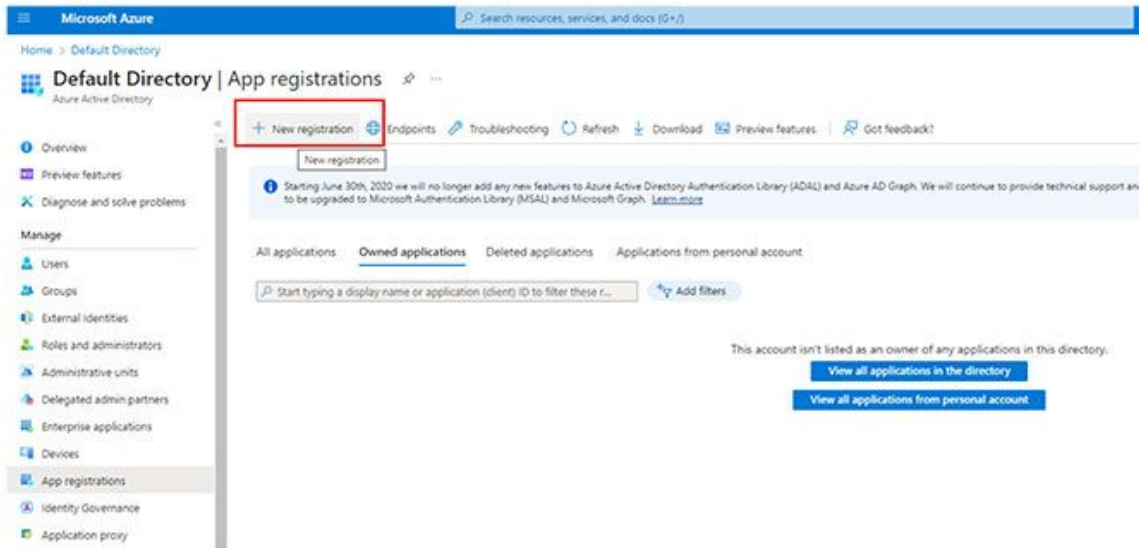 Microsoft Azure
Search resources, services, and docs (G+/)
Home > Default Directory
Default Directory | App registrations
Azure Active Directory
New registration
Endpoints
Troubleshooting
Refresh
Download
Preview features
Got feedback?
New registration
Overview
Preview features
Diagnose and solve problems
Manage
Users
Groups
External Identities
Roles and administrators
Administrative units
Delegated admin partners
Enterprise applications
Devices
App registrations
Identity Governance
Application proxy
Starting June 30th, 2020 we will no longer add any new features to Azure Active Directory Authentication Library (ADAL) and Azure AD Graph. We will continue to provide technical support an
to be upgraded to Microsoft Authentication Library (MSAL) and Microsoft Graph. Learn more
All applications
Owned applications
Deleted applications
Applications from personal account
Start typing a display name or application (client) ID to filter these r...
Add filters
This account isn't listed as an owner of any applications in this directory.
View all applications in the directory
View all applications from personal account